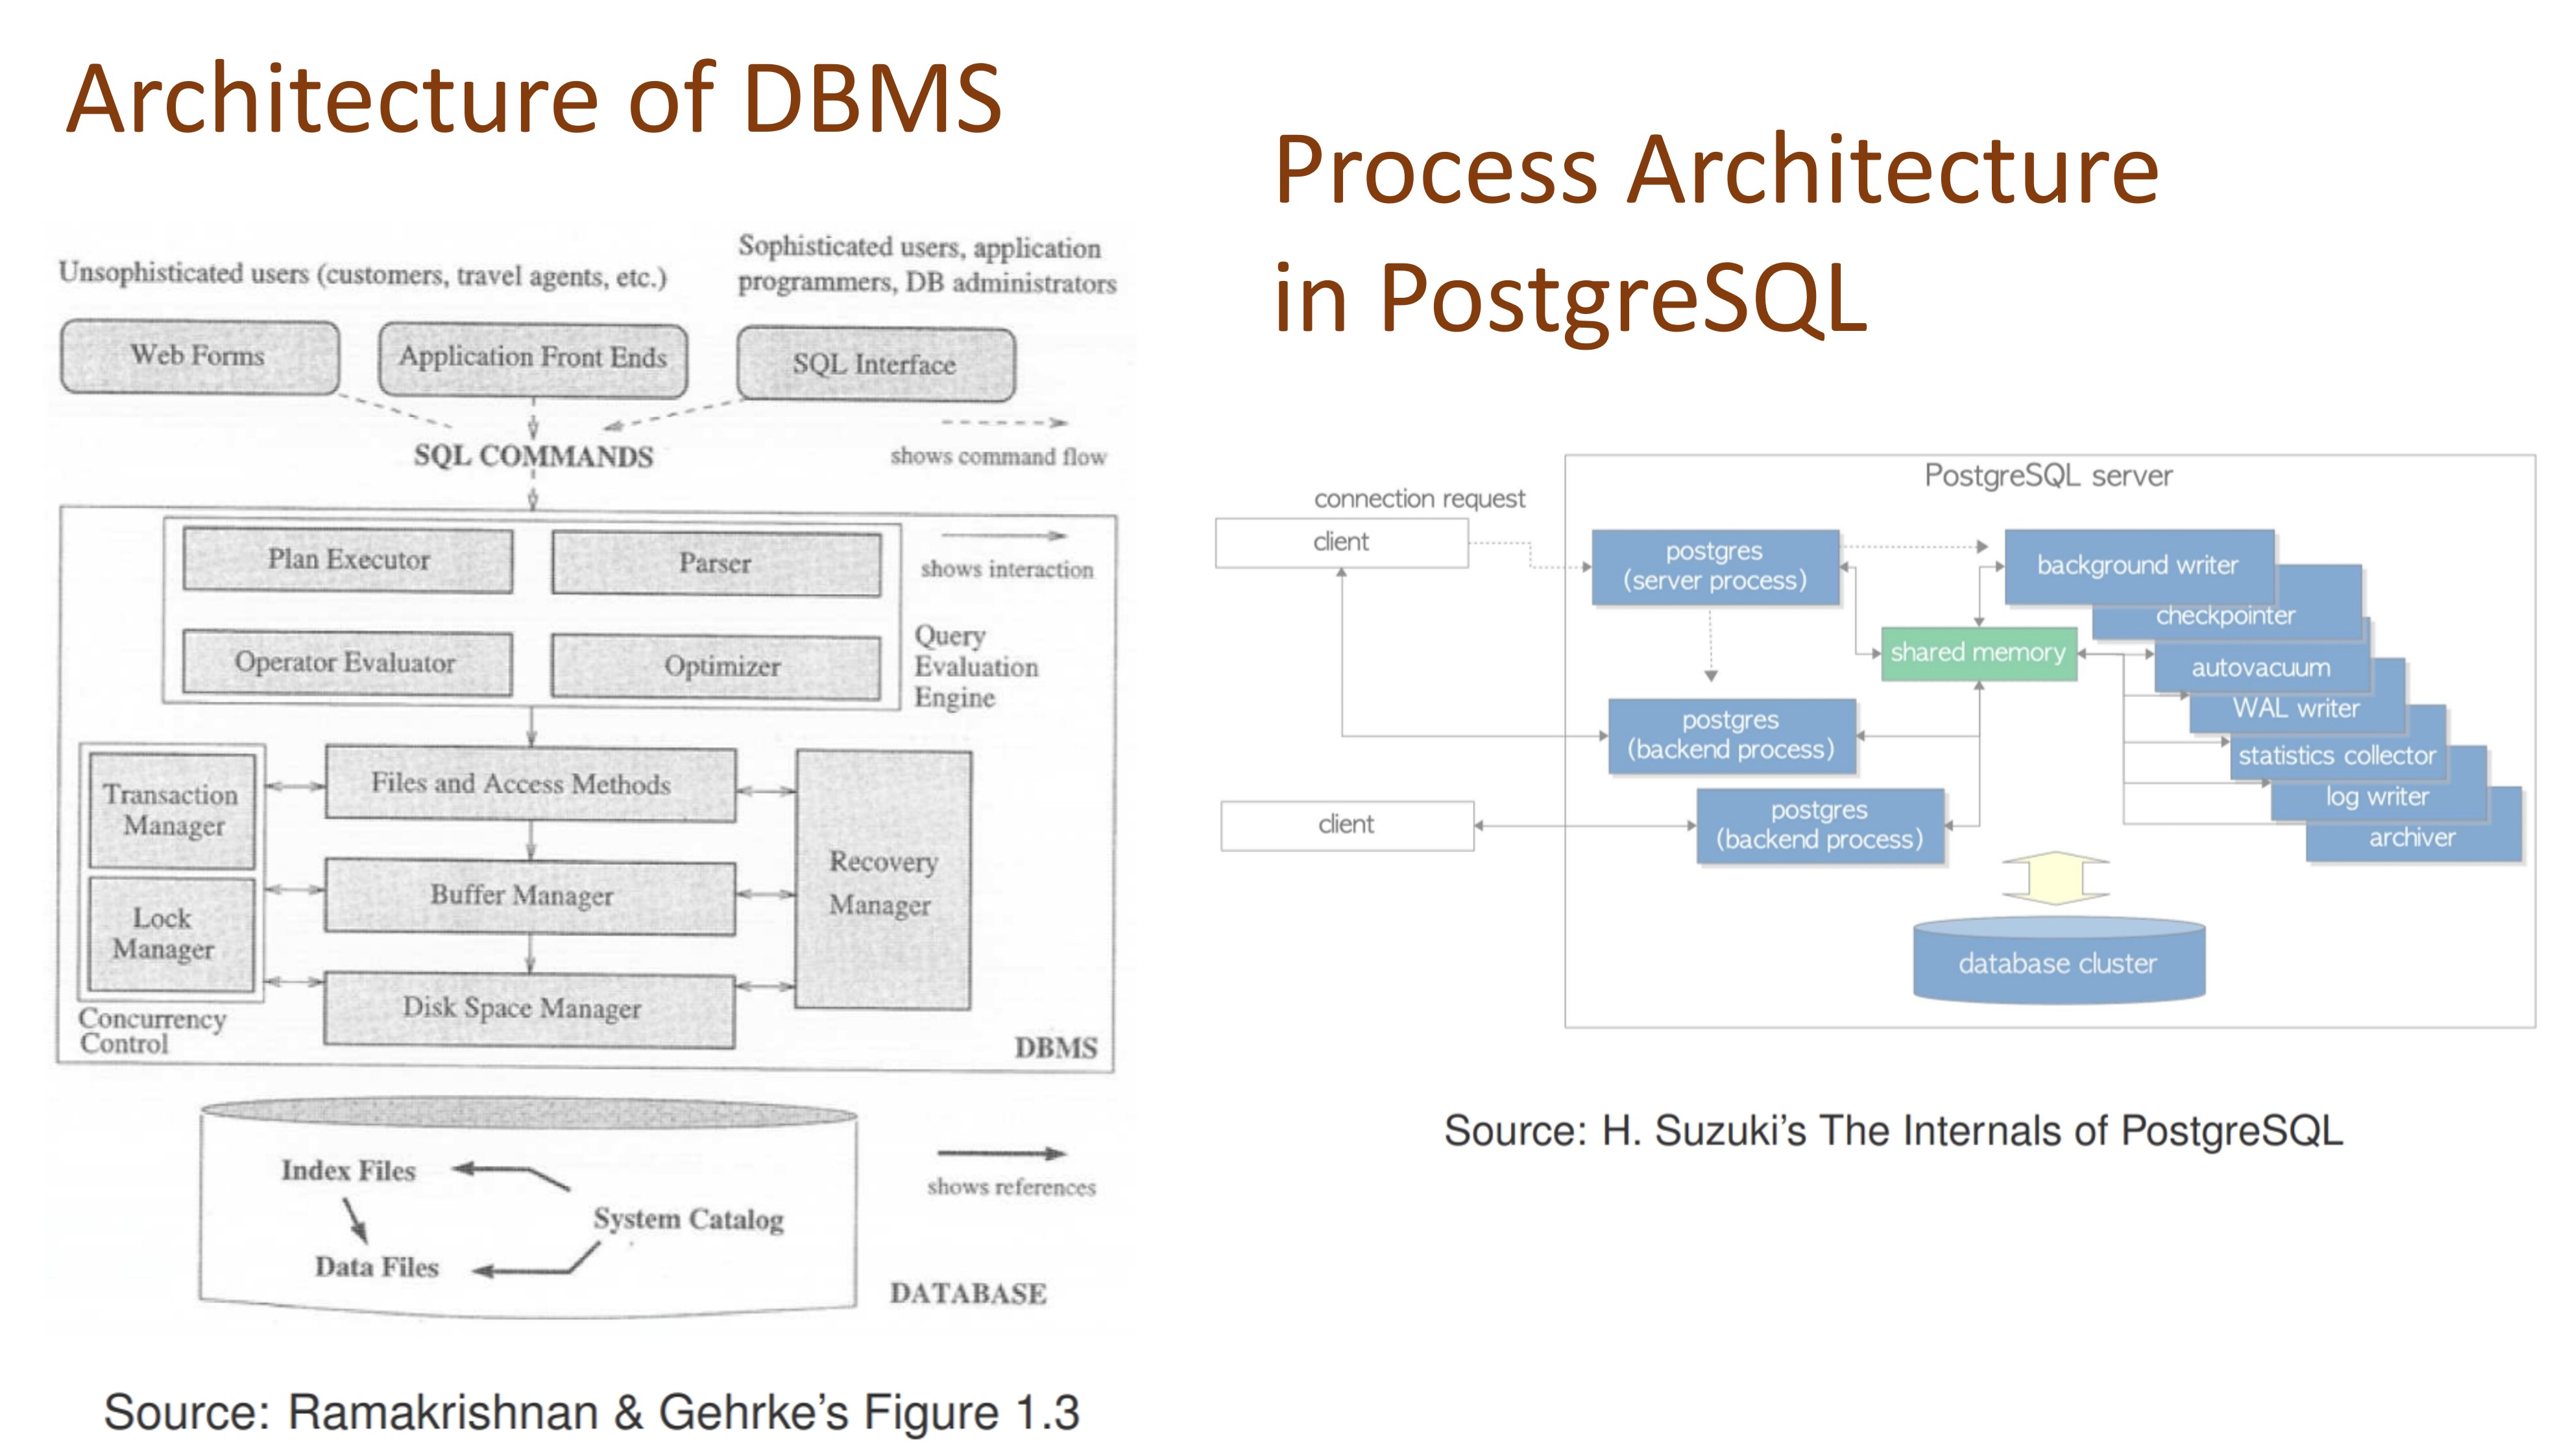 Architecture of DBMS
Unsophisticated users (customers, travel agents, etc.)
Sophisticated users, application
programmers, DB administrators
Web Forms
Application Front Ends
SQL Interface
SQL COMMANDS
shows command flow
Plan Executor
Parser
shows interaction
Operator Evaluator
Optimizer
Query
Evaluation
Engine
Transaction
Manager
Files and Access Methods
Recovery
Manager
Buffer Manager
Lock
Manager
Disk Space Manager
Concurrency
Control
DBMS
Index Files
System Catalog
Data Files
shows references
DATABASE
Source: Ramakrishnan & Gehrke's Figure 1.3
Process Architecture
in PostgreSQL
PostgreSQL server
connection request
client
postgres
(server process)
background writer
checkpointer
shared memory
autovacuum
WAL writer
postgres
(backend process)
statistics collector
log writer
client
postgres
(backend process)
archiver
database cluster
Source: H. Suzuki's The Internals of PostgreSQL